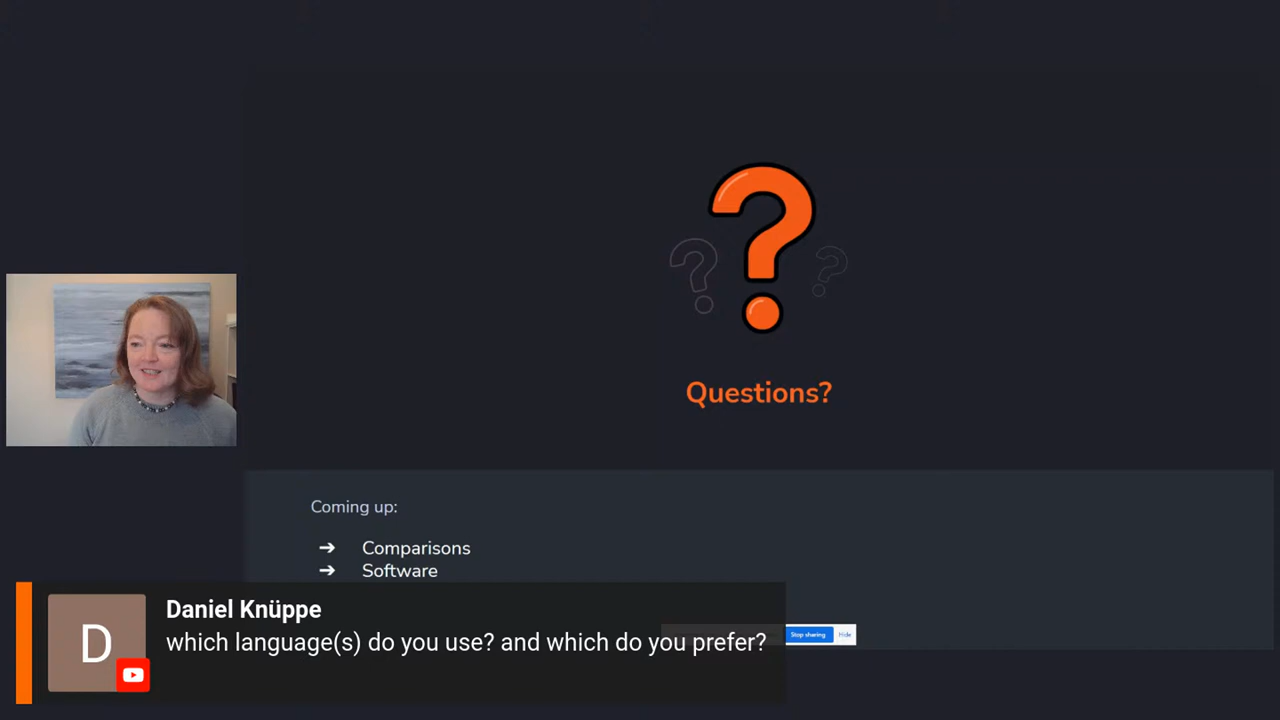 Questions?
Coming up:
➔ Comparisons
➔ Software
Daniel Knüppe
which language(s) do you use? and which do you prefer?
D
Stop sharing
Hide